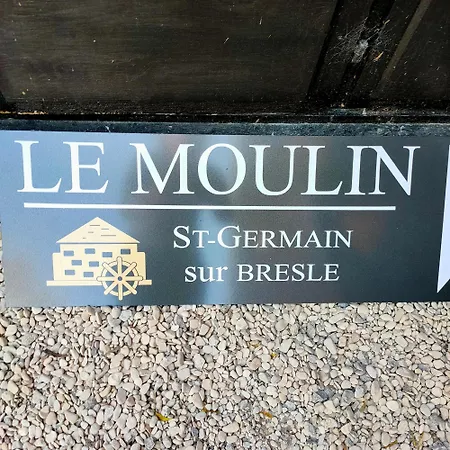 LE MOULIN
ST-GERMAIN
sur BRESLE